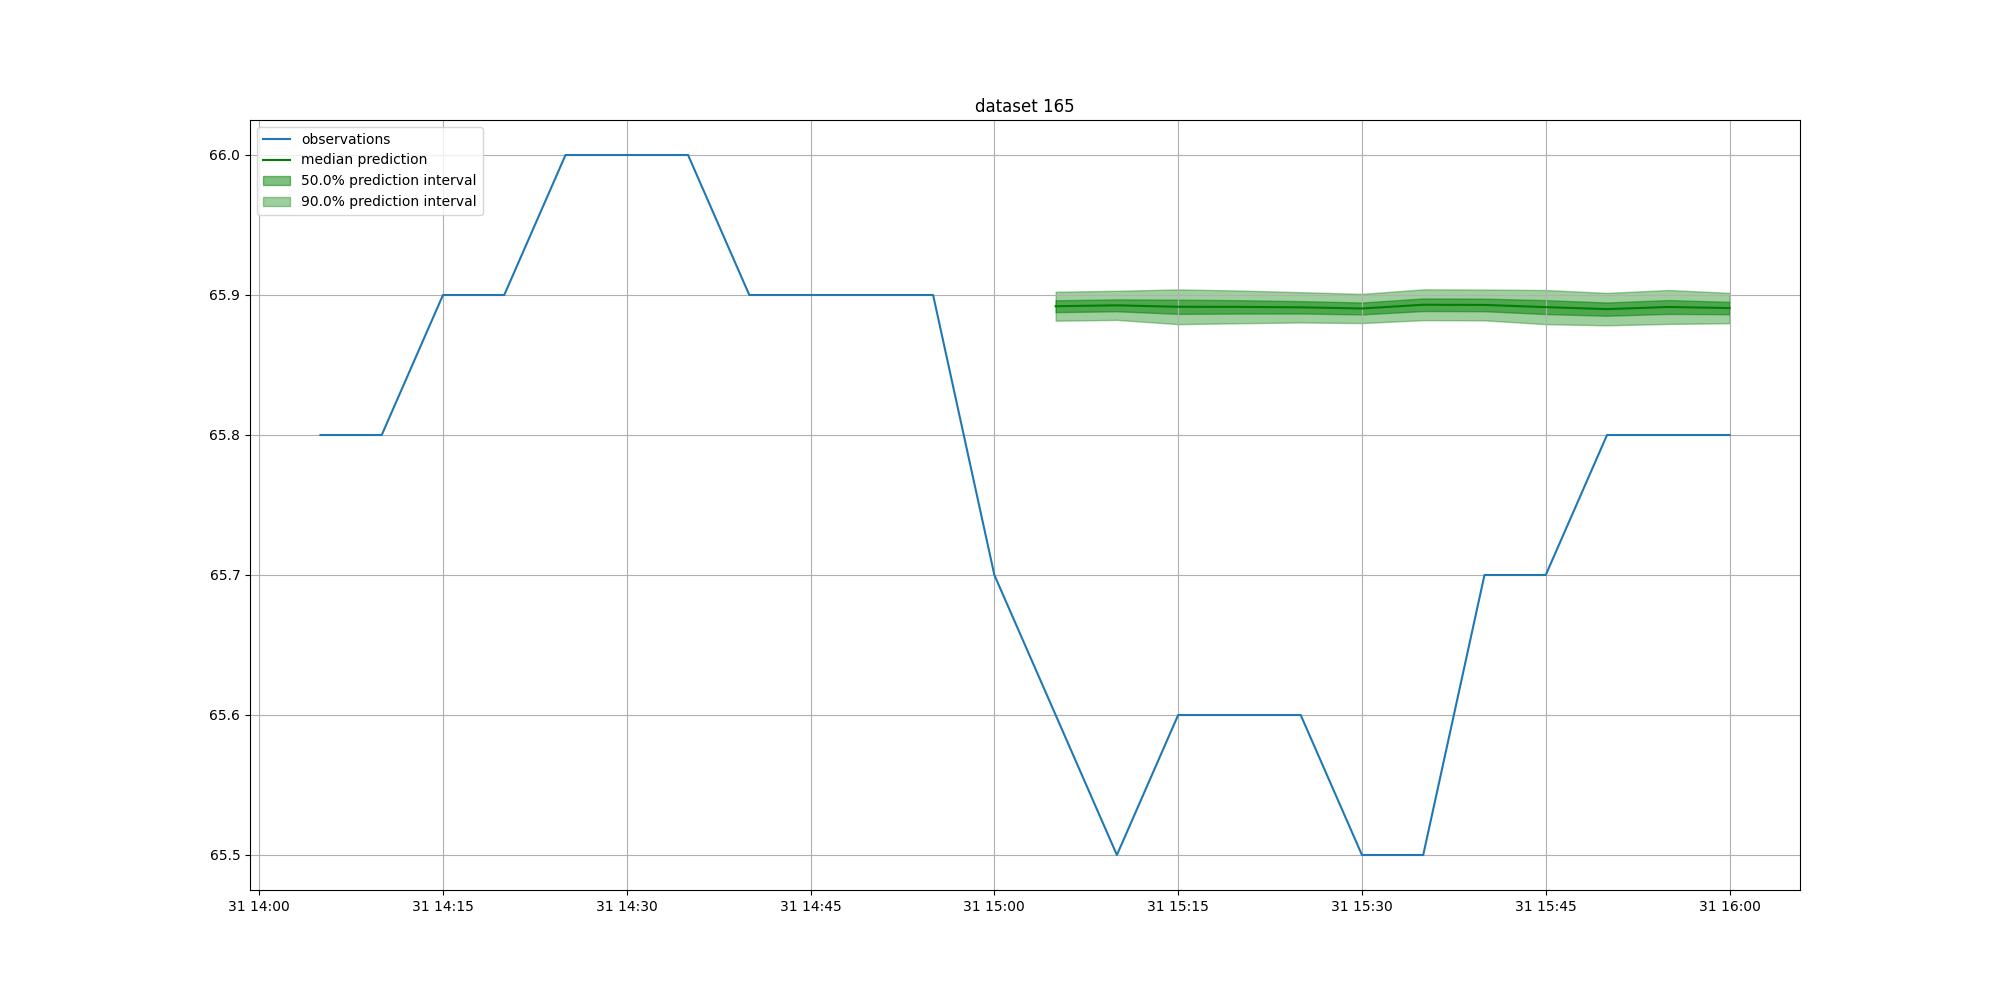 dataset 165
observations
median prediction
50.0% prediction interval
90.0% prediction interval
66.0
65.9
65.8
65.7
65.6
65.5
31 14:00 31 14:15 31 14:30 31 14:45 31 15:00 31 15:15 31 15:30 31 15:45 31 16:00